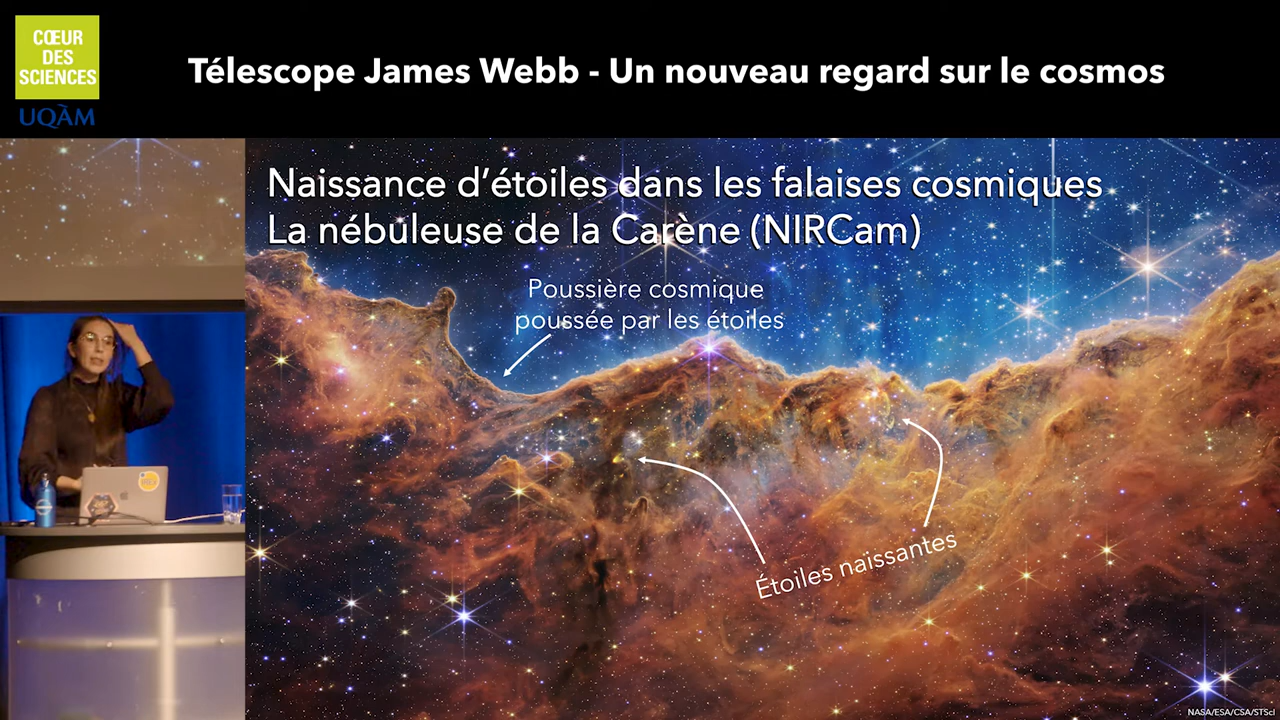 CŒUR
DES
SCIENCES
UQÀM
Télescope James Webb - Un nouveau regard sur le cosmos
Naissance d’étoiles dans les falaises cosmiques
La nébuleuse de la Carène (NIRCam)
Poussière cosmique
poussée par les étoiles
Étoiles naissantes
NASA/ESA/CSA/STScI